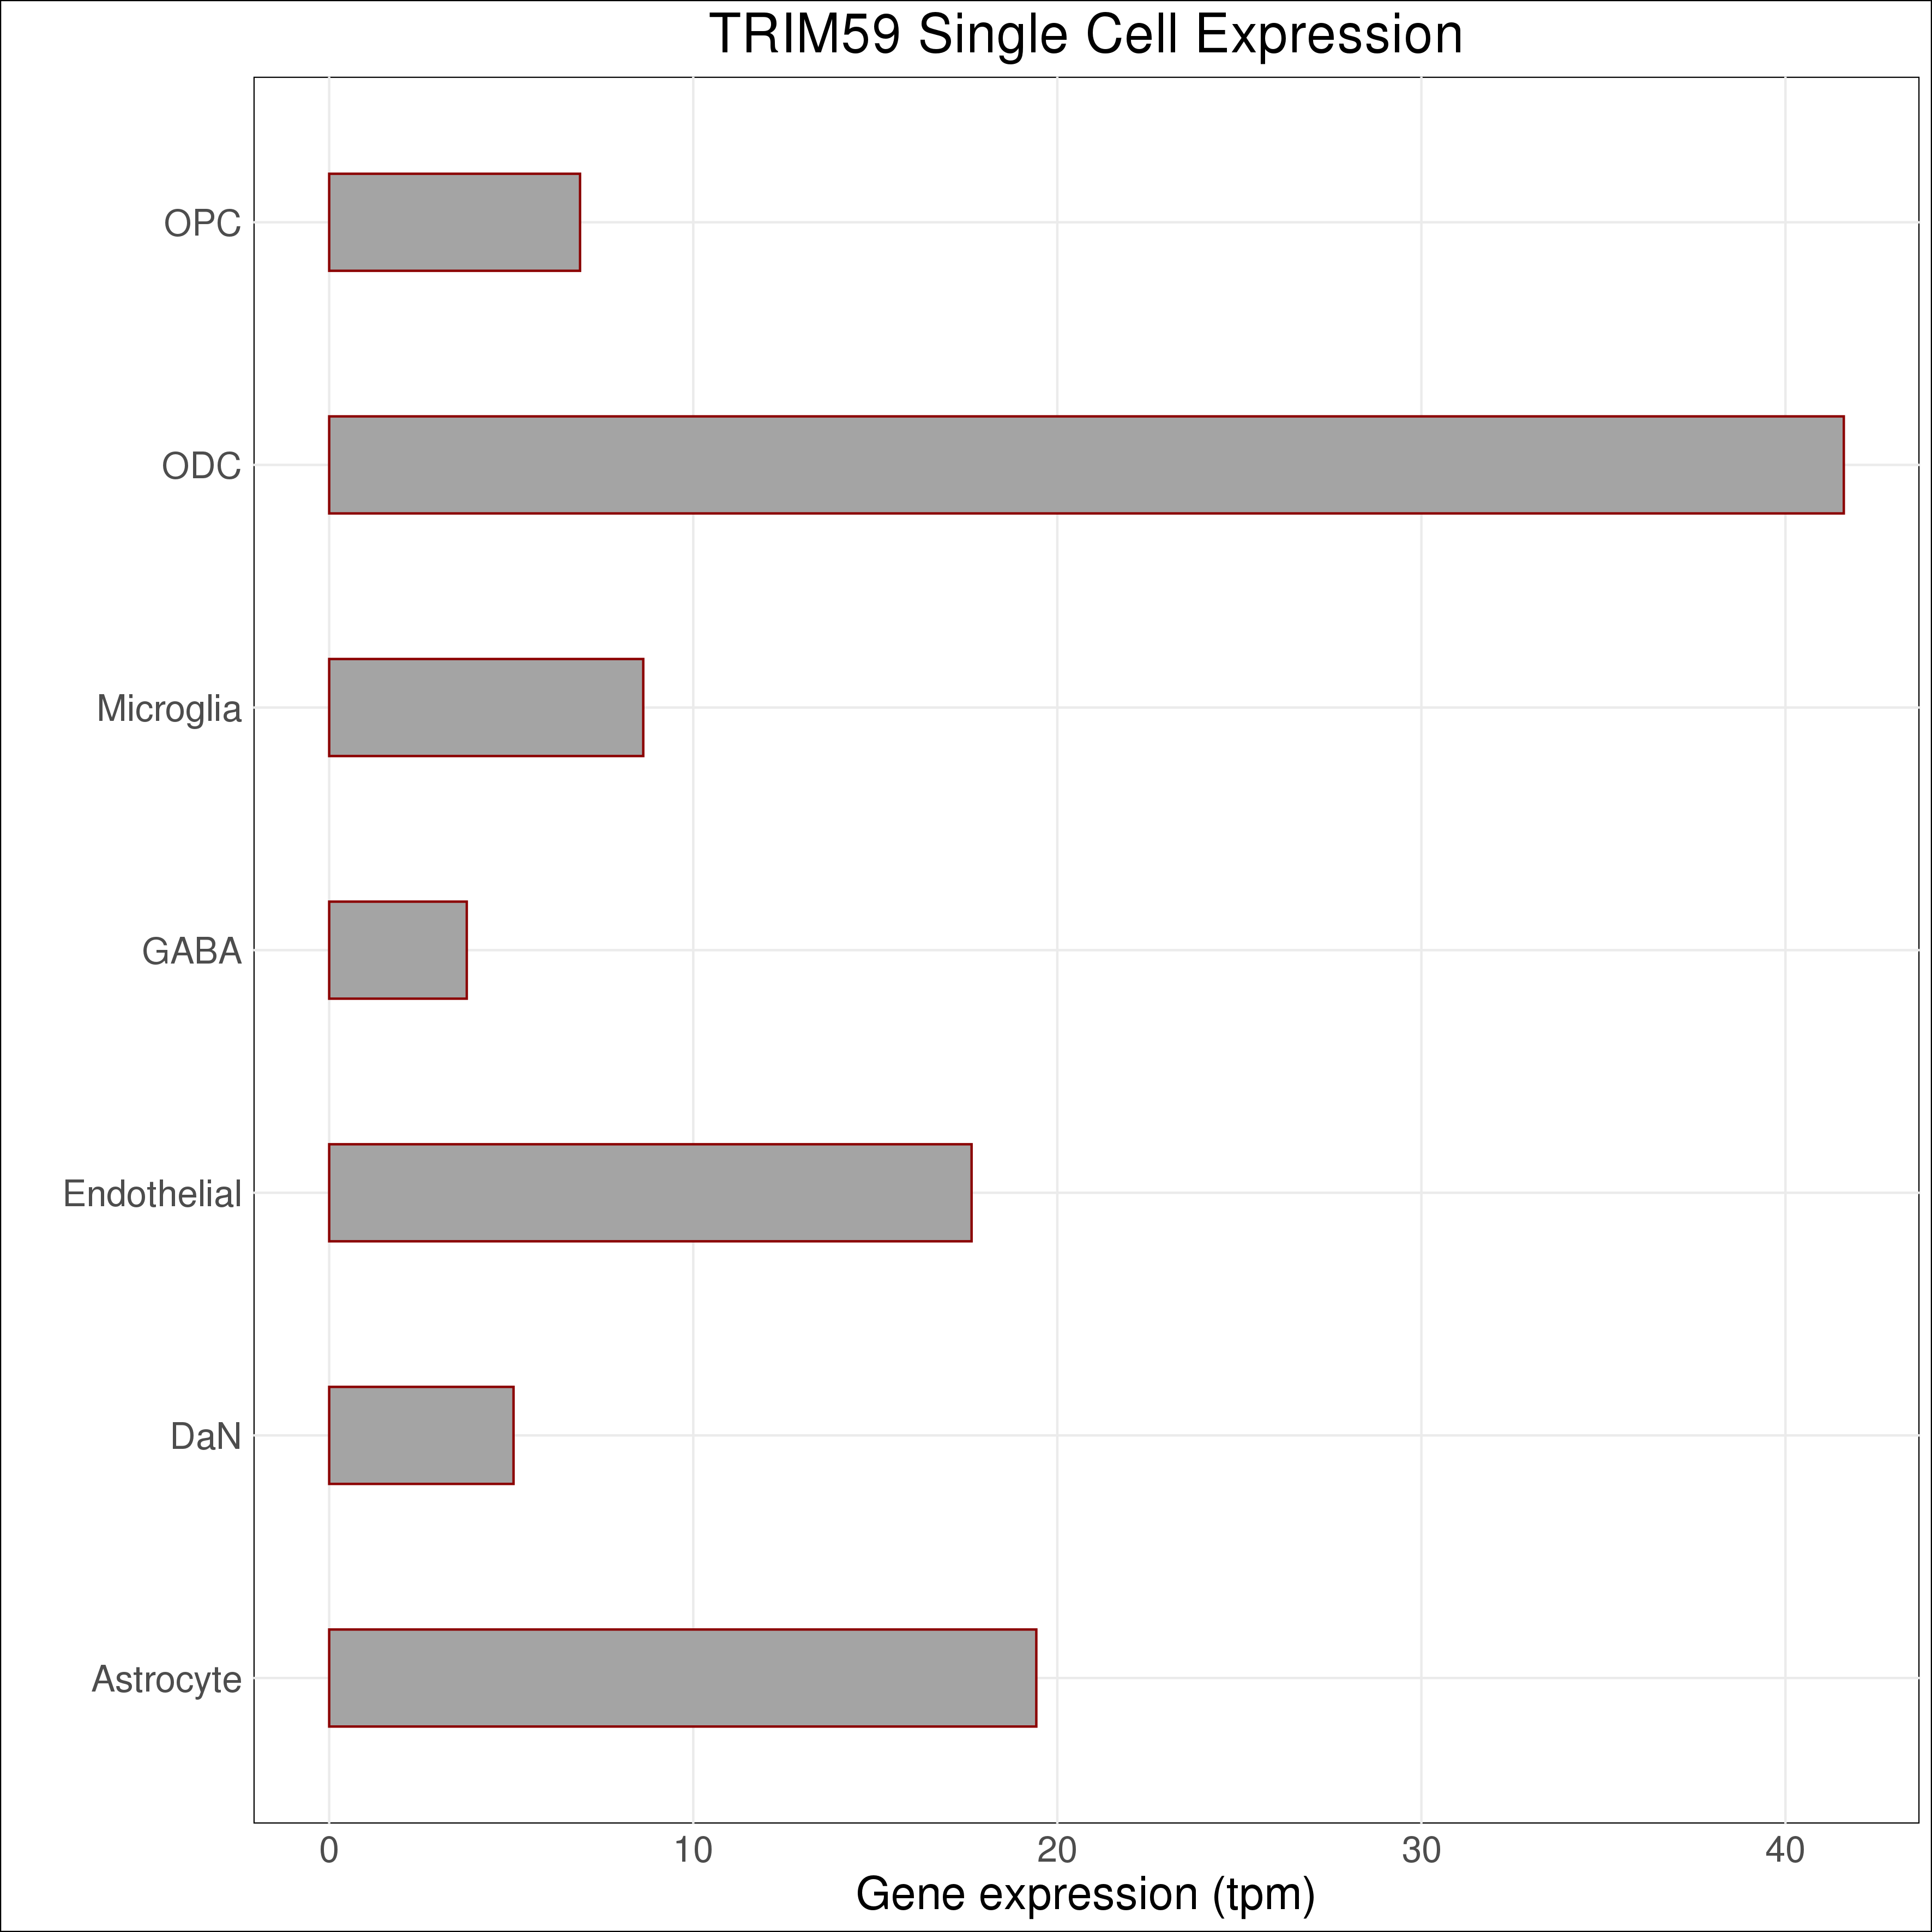 TRIM59 Single Cell Expression
OPC
ODC
Microglia
GABA
Endothelial
DaN
Astrocyte
0 10 20 30 40
Gene expression (tpm)